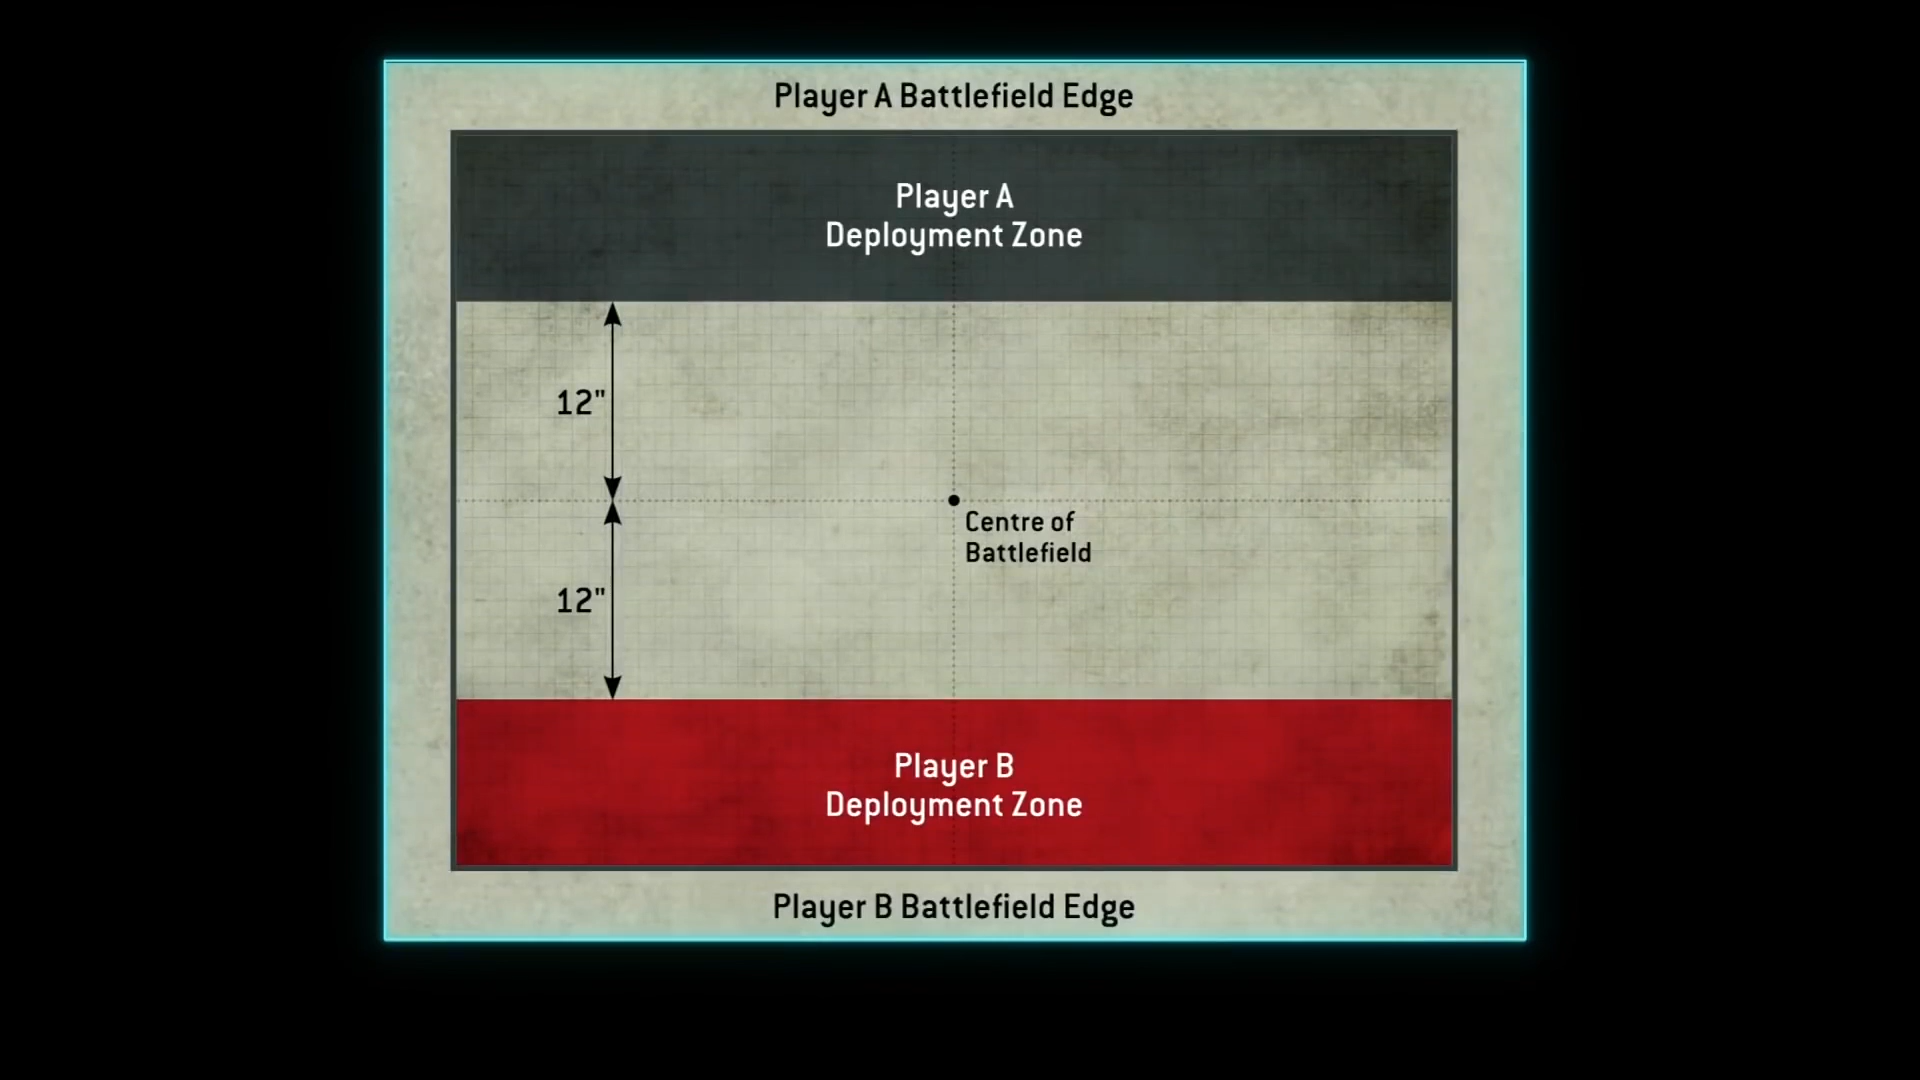 Player A Battlefield Edge
Player A
Deployment Zone
12"
Centre of
Battlefield
12"
Player B
Deployment Zone
Player B Battlefield Edge